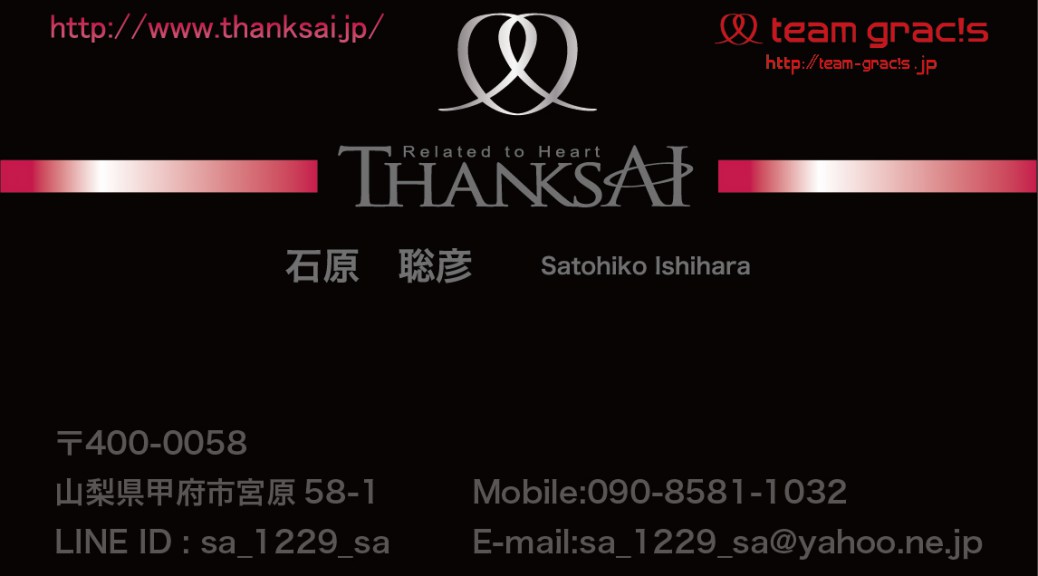 http://www.thanksai.jp/
team grac!s
http://team-grac!s.jp
Related to Heart
THANKSAI
石原　聡彦　Satohiko Ishihara
〒400-0058
山梨県甲府市宮原 58-1　Mobile:090-8581-1032
LINE ID : sa_1229_sa　E-mail:sa_1229_sa@yahoo.ne.jp